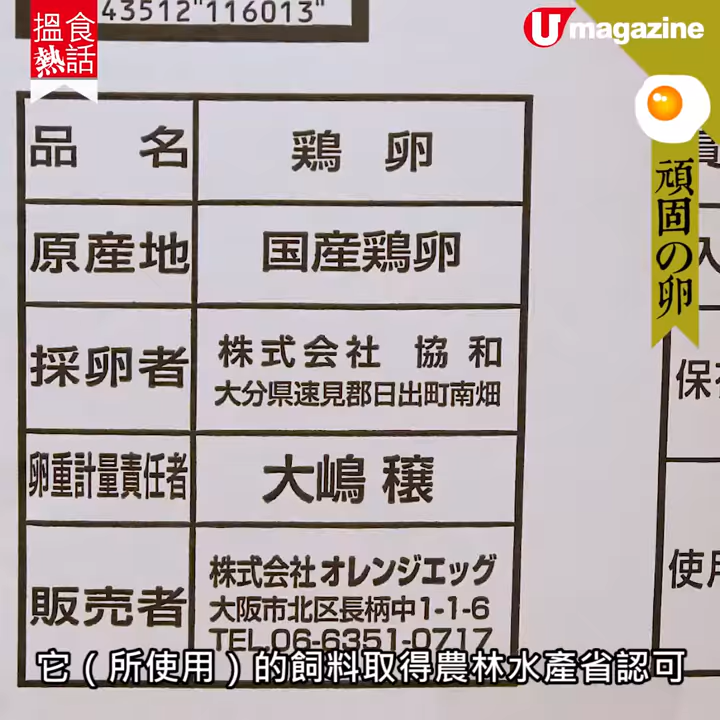 43512"116013"
搵食
熱話
U magazine
頑固の卵
品名 鶏卵
原産地 国産鶏卵
採卵者 株式会社 協和
大分県速見郡日出町南畑
卵重計量責任者 大嶋 穣
販売者 株式会社オレンジエッグ
大阪市北区長柄中1-1-6
TEL.06-6351-0717
入
保存
使用
它(所使用)的飼料取得農林水產省認可